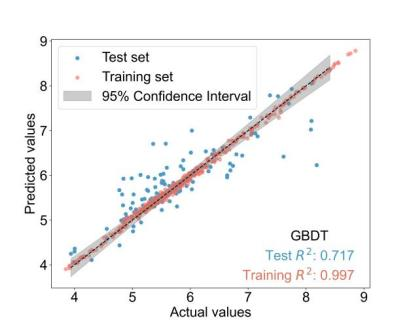 9
8
7
6
5
4
Predicted values
Test set
Training set
95% Confidence Interval
GBDT
Test R²: 0.717
Training R²: 0.997
4 5 6 7 8 9
Actual values